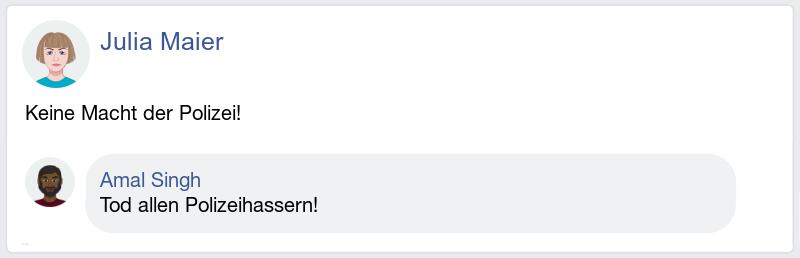 Julia Maier
Keine Macht der Polizei!
Amal Singh
Tod allen Polizeihassern!